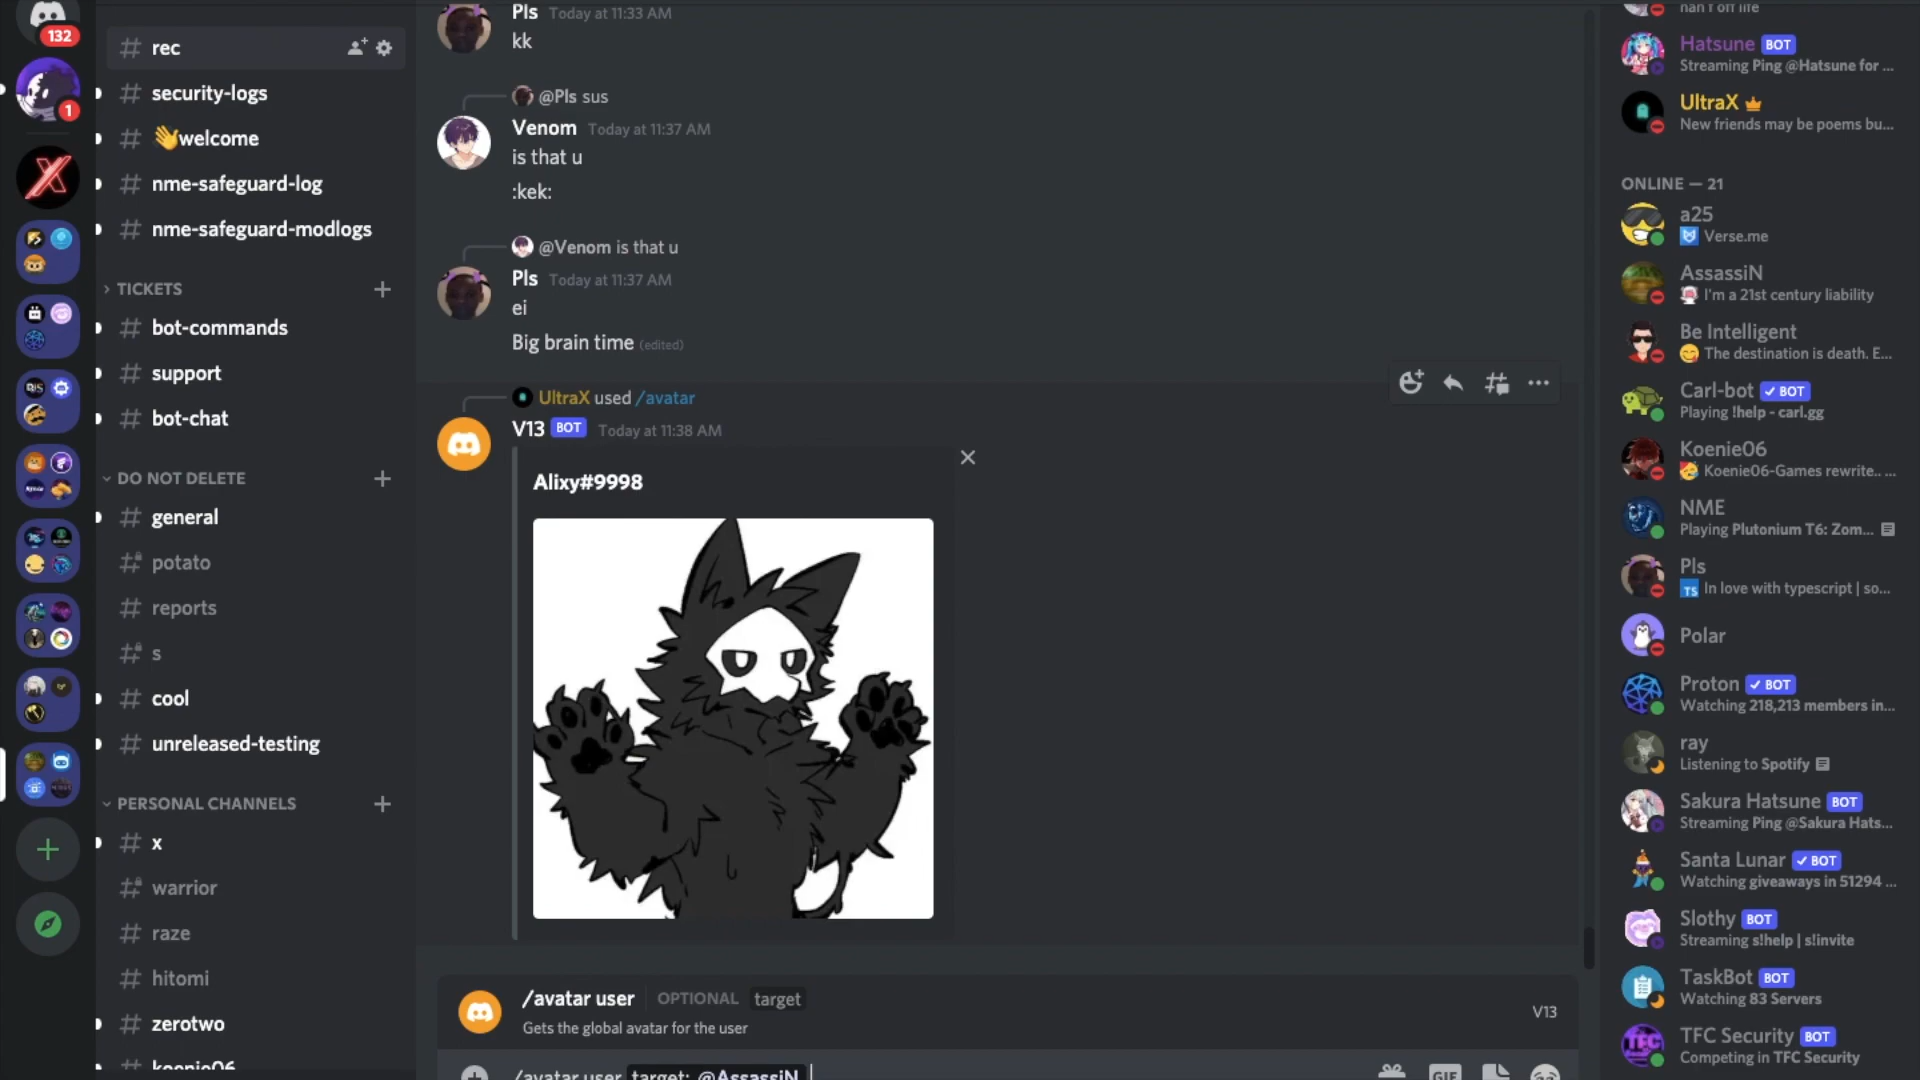 132
1
rec
security-logs
👋welcome
nme-safeguard-log
nme-safeguard-modlogs
TICKETS
bot-commands
support
bot-chat
DO NOT DELETE
general
potato
reports
s
cool
unreleased-testing
PERSONAL CHANNELS
x
warrior
raze
hitomi
zerotwo
koenie06
Pls Today at 11:33 AM
kk
@Pls sus
Venom Today at 11:37 AM
is that u
:kek:
@Venom is that u
Pls Today at 11:37 AM
ei
Big brain time (edited)
UltraX used /avatar
V13 BOT Today at 11:38 AM
Alixy#9998
/avatar user OPTIONAL target
Gets the global avatar for the user
V13
/avatar user target: @AssassiN
GIF
nah i off life
Hatsune BOT
Streaming Ping @Hatsune for ...
UltraX
New friends may be poems bu...
ONLINE — 21
a25
Verse.me
AssassiN
I'm a 21st century liability
Be Intelligent
The destination is death. E...
Carl-bot BOT
Playing !help - carl.gg
Koenie06
Koenie06-Games rewrite.. ...
NME
Playing Plutonium T6: Zom...
Pls
TS In love with typescript | so...
Polar
Proton BOT
Watching 218,213 members in...
ray
Listening to Spotify
Sakura Hatsune BOT
Streaming Ping @Sakura Hats...
Santa Lunar BOT
Watching giveaways in 51294 ...
Slothy BOT
Streaming s!help | s!invite
TaskBot BOT
Watching 83 Servers
TFC Security BOT
TFC
Competing in TFC Security